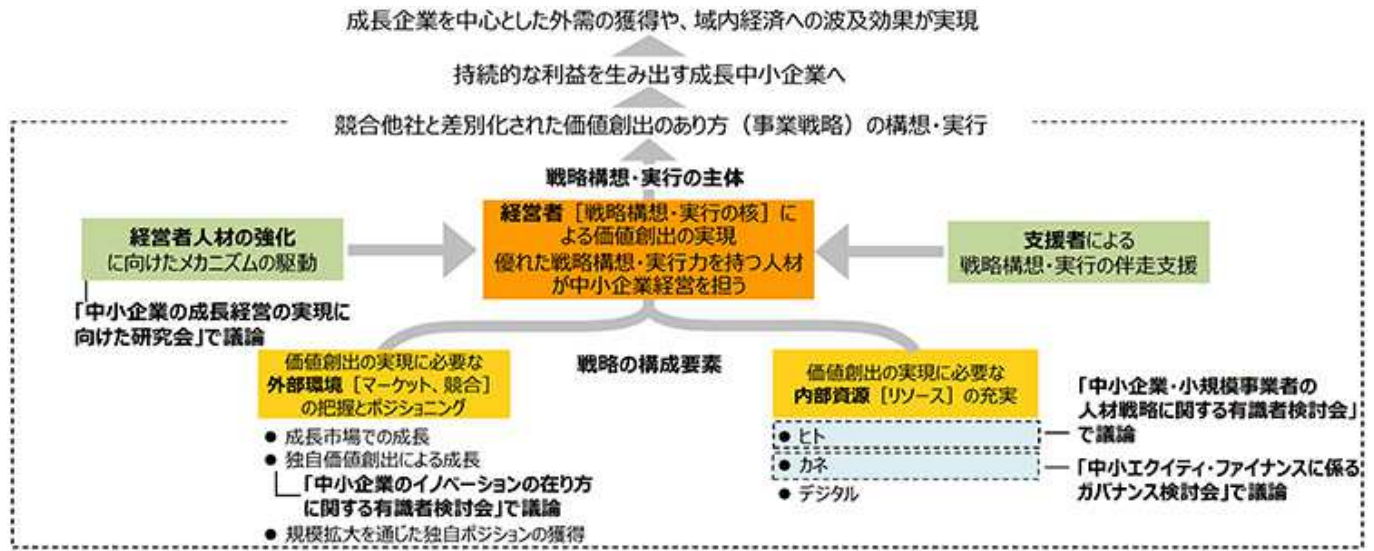 成長企業を中心とした外需の獲得や、域内経済への波及効果が実現
持続的な利益を生み出す成長中小企業へ
競合他社と差別化された価値創出のあり方（事業戦略）の構想・実行
戦略構想・実行の主体
経営者［戦略構想・実行の核］に
よる価値創出の実現
優れた戦略構想・実行力を持つ人材
が中小企業経営を担う
経営者人材の強化
に向けたメカニズムの駆動
「中小企業の成長経営の実現に
向けた研究会」で議論
支援者による
戦略構想・実行の伴走支援
戦略の構成要素
価値創出の実現に必要な
外部環境［マーケット、競合］
の把握とポジショニング
● 成長市場での成長
● 独自価値創出による成長
「中小企業のイノベーションの在り方
に関する有識者検討会」で議論
● 規模拡大を通じた独自ポジションの獲得
価値創出の実現に必要な
内部資源［リソース］の充実
● ヒト
● カネ
● デジタル
「中小企業・小規模事業者の
人材戦略に関する有識者検討会」
で議論
「中小エクイティ・ファイナンスに係る
ガバナンス検討会」で議論